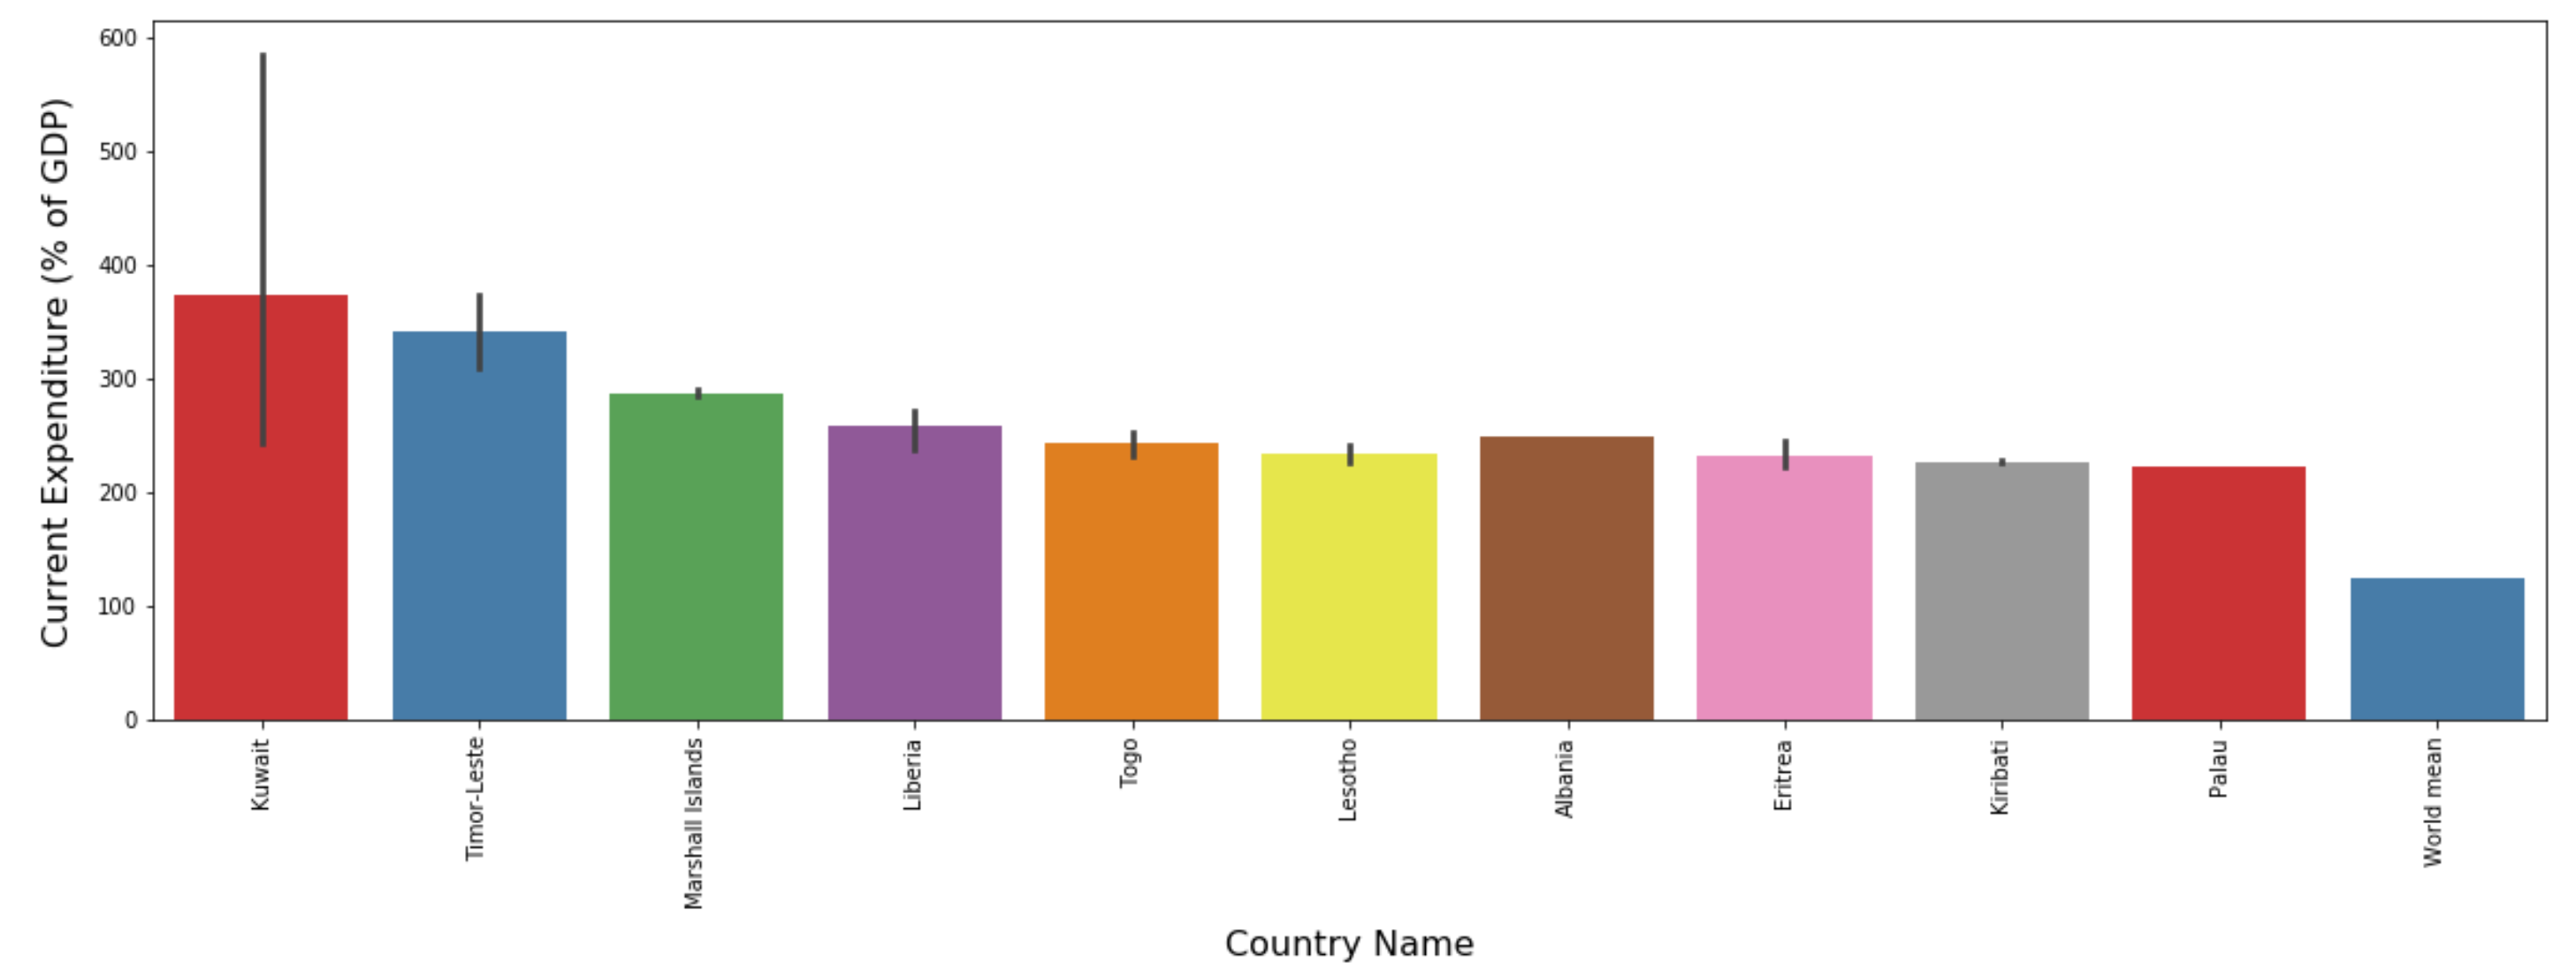 600
500
400
300
200
100
0
Current Expenditure (% of GDP)
Kuwait
Timor-Leste
Marshall Islands
Liberia
Togo
Lesotho
Albania
Eritrea
Kiribati
Palau
World mean
Country Name